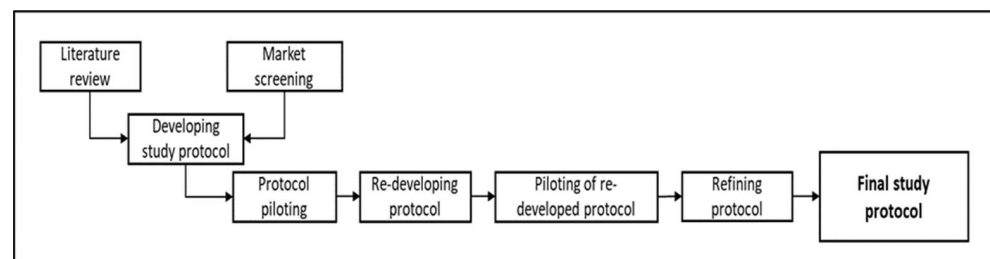 Literature
review
Market
screening
Developing
study protocol
Protocol
piloting
Re-developing
protocol
Piloting of re-
developed protocol
Refining
protocol
Final study
protocol